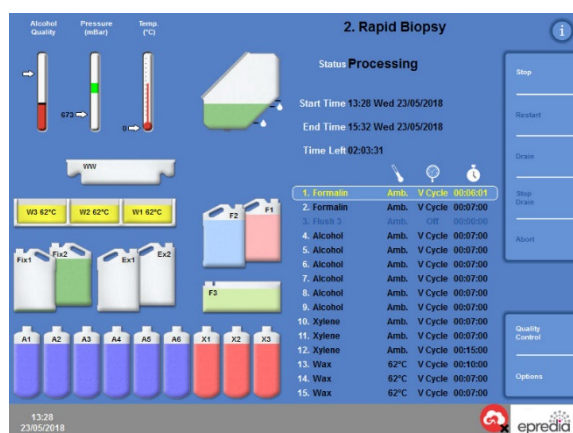 Alcohol Quality
Pressure (mBar)
Temp. (°C)
673
0
2. Rapid Biopsy
i
Status Processing
Start Time 13:28 Wed 23/05/2018
End Time 15:32 Wed 23/05/2018
Time Left 02:03:31
1. Formalin Amb. V Cycle 00:06:01
2. Formalin Amb. V Cycle 00:07:00
3. Flush 3 Amb. Off 00:00:00
4. Alcohol Amb. V Cycle 00:07:00
5. Alcohol Amb. V Cycle 00:07:00
6. Alcohol Amb. V Cycle 00:07:00
7. Alcohol Amb. V Cycle 00:07:00
8. Alcohol Amb. V Cycle 00:07:00
9. Alcohol Amb. V Cycle 00:07:00
10. Xylene Amb. V Cycle 00:07:00
11. Xylene Amb. V Cycle 00:07:00
12. Xylene Amb. V Cycle 00:15:00
13. Wax 62°C V Cycle 00:10:00
14. Wax 62°C V Cycle 00:07:00
15. Wax 62°C V Cycle 00:07:00
WW
W3 62°C W2 62°C W1 62°C
F2 F1
Fix1 Fix2 Ex1 Ex2
F3
A1 A2 A3 A4 A5 A6 X1 X2 X3
Stop
Restart
Drain
Stop Drain
Abort
Quality Control
Options
13:28
23/05/2018
epredia